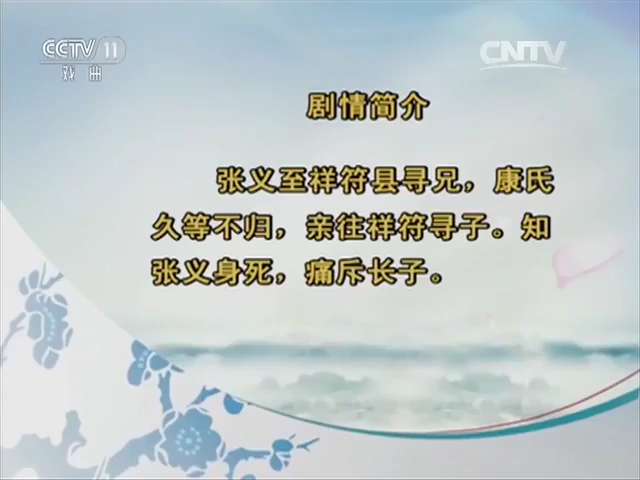 CCTV 11
戏曲
CNTV
剧情简介
张义至祥符县寻兄，康氏
久等不归，亲往祥符寻子。知
张义身死，痛斥长子。